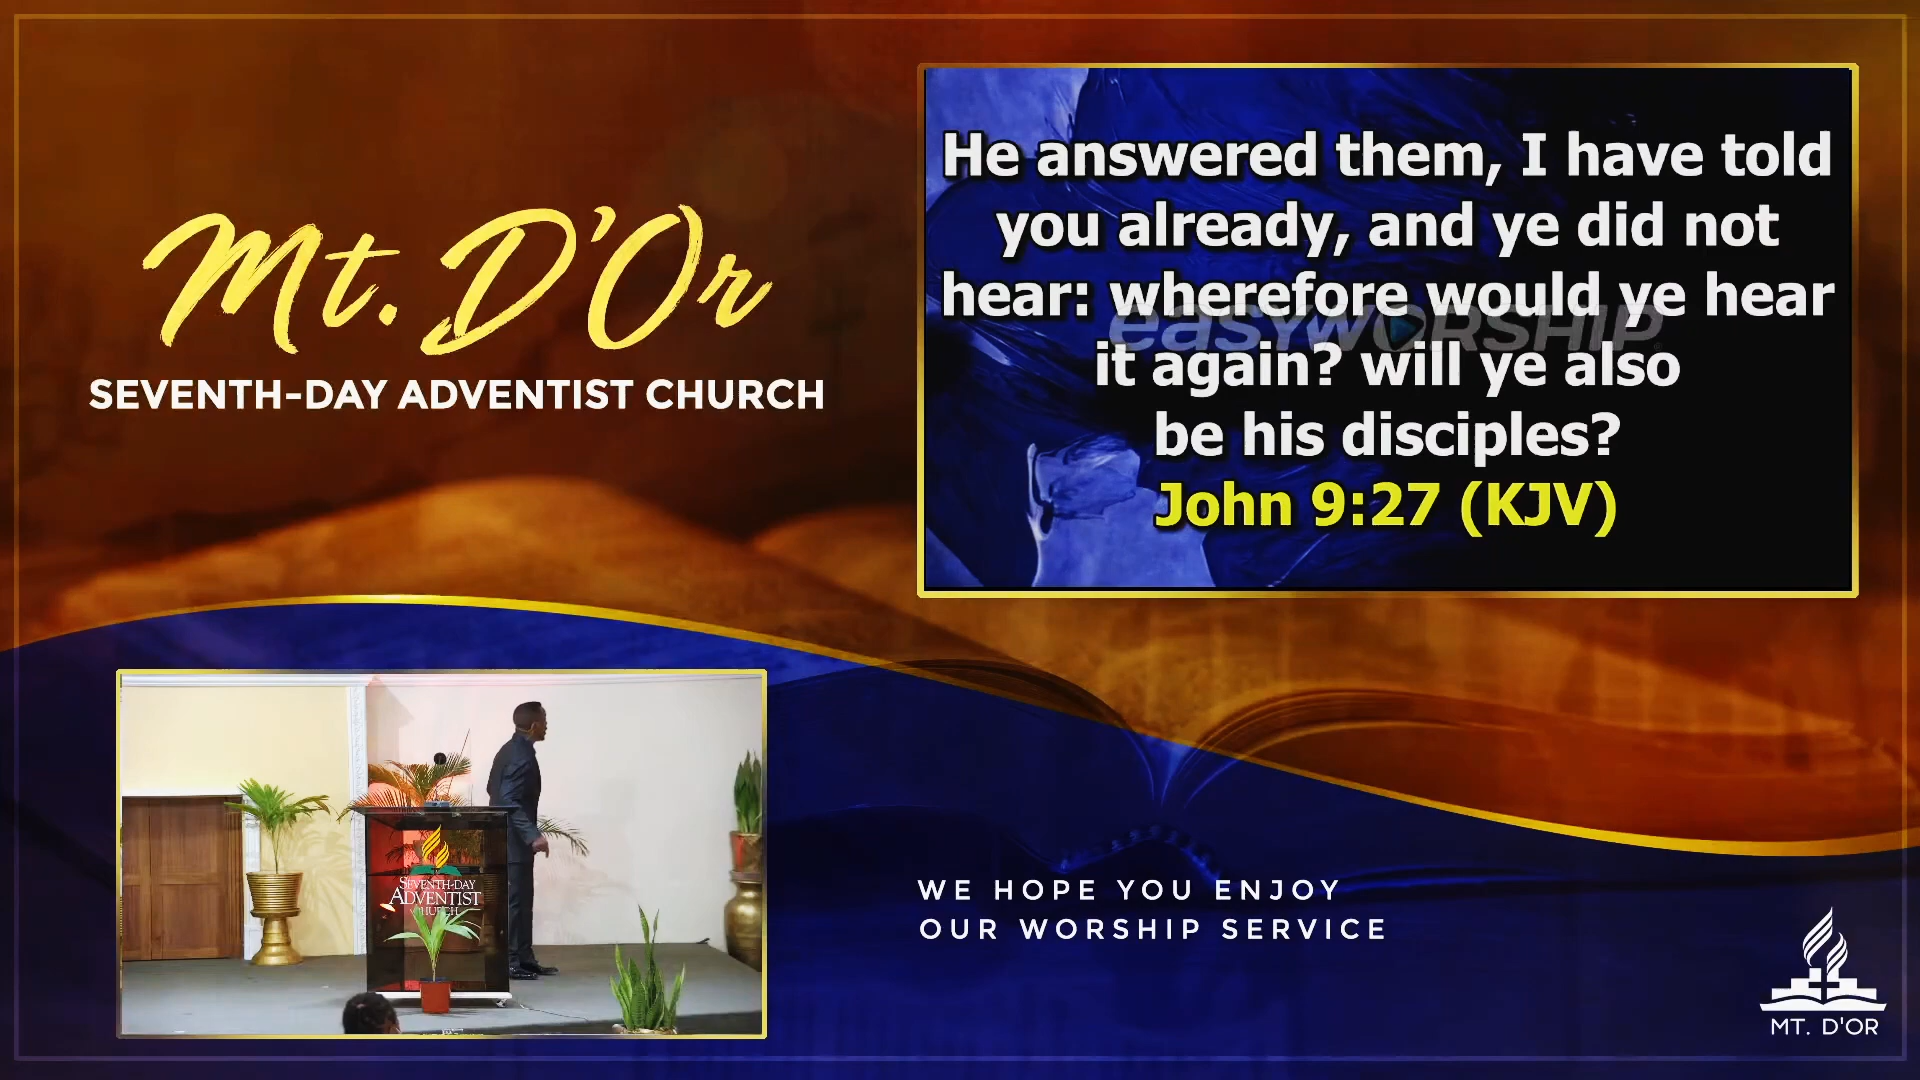 Mt. D'Or
SEVENTH-DAY ADVENTIST CHURCH
He answered them, I have told
you already, and ye did not
hear: wherefore would ye hear
it again? will ye also
be his disciples?
John 9:27 (KJV)
easyworship
SEVENTH-DAY
ADVENTIST
CHURCH
WE HOPE YOU ENJOY
OUR WORSHIP SERVICE
MT. D'OR